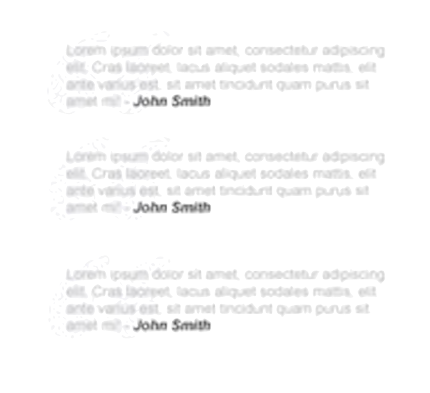 Lorem ipsum dolor sit amet, consectetur adipiscing
elit. Cras laoreet, lacus aliquet sodales mattis, elit
ante varius est, sit amet tincidunt quam purus sit
amet mi! - John Smith
Lorem ipsum dolor sit amet, consectetur adipiscing
elit. Cras laoreet, lacus aliquet sodales mattis, elit
ante varius est, sit amet tincidunt quam purus sit
amet mi! - John Smith
Lorem ipsum dolor sit amet, consectetur adipiscing
elit. Cras laoreet, lacus aliquet sodales mattis, elit
ante varius est, sit amet tincidunt quam purus sit
amet mi! - John Smith